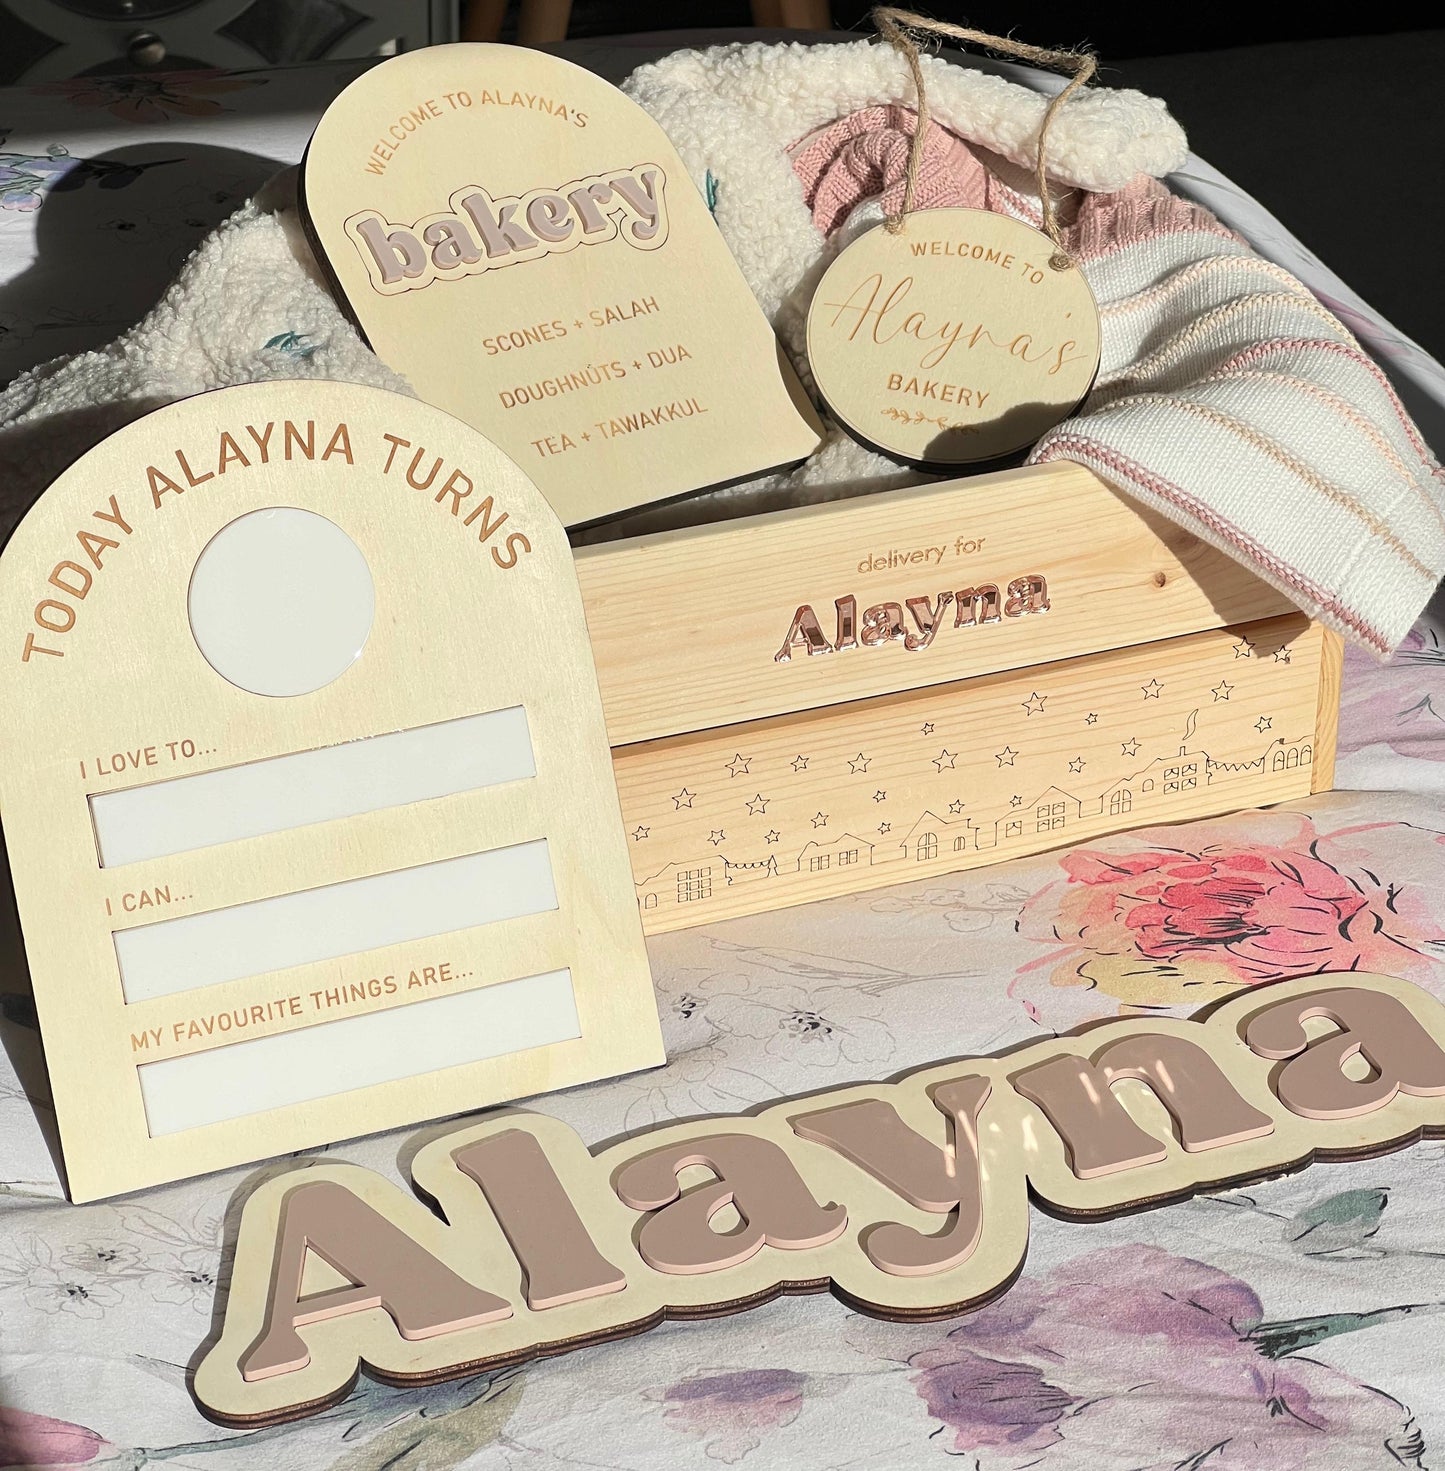 WELCOME TO ALAYNA'S
bakery
SCONES + SALAH
DOUGHNUTS + DUA
TEA + TAWAKKUL
WELCOME TO
Alayna's
BAKERY
TODAY ALAYNA TURNS
I LOVE TO...
I CAN...
MY FAVOURITE THINGS ARE...
delivery for
Alayna
Alayna